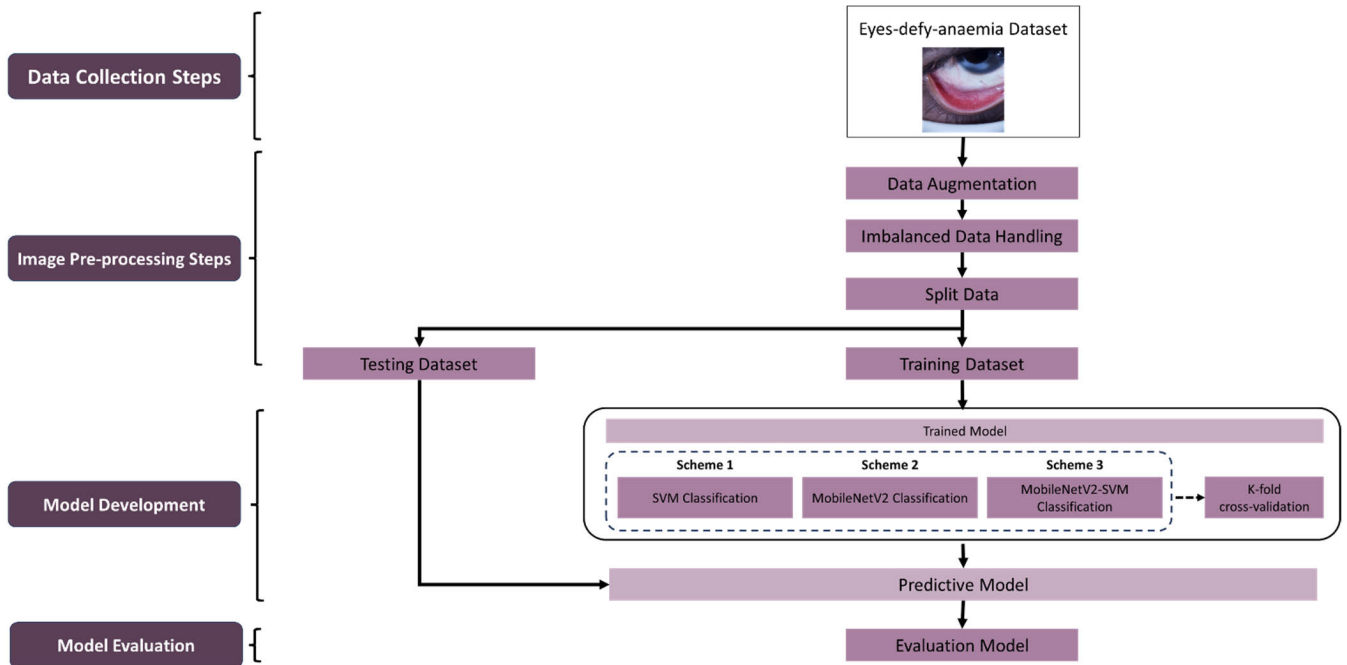 Eyes-defy-anaemia Dataset
Data Collection Steps
Data Augmentation
Imbalanced Data Handling
Image Pre-processing Steps
Split Data
Testing Dataset
Training Dataset
Trained Model
Scheme 1
Scheme 2
Scheme 3
Model Development
SVM Classification
MobileNetV2 Classification
MobileNetV2-SVM
Classification
K-fold
cross-validation
Predictive Model
Model Evaluation
Evaluation Model